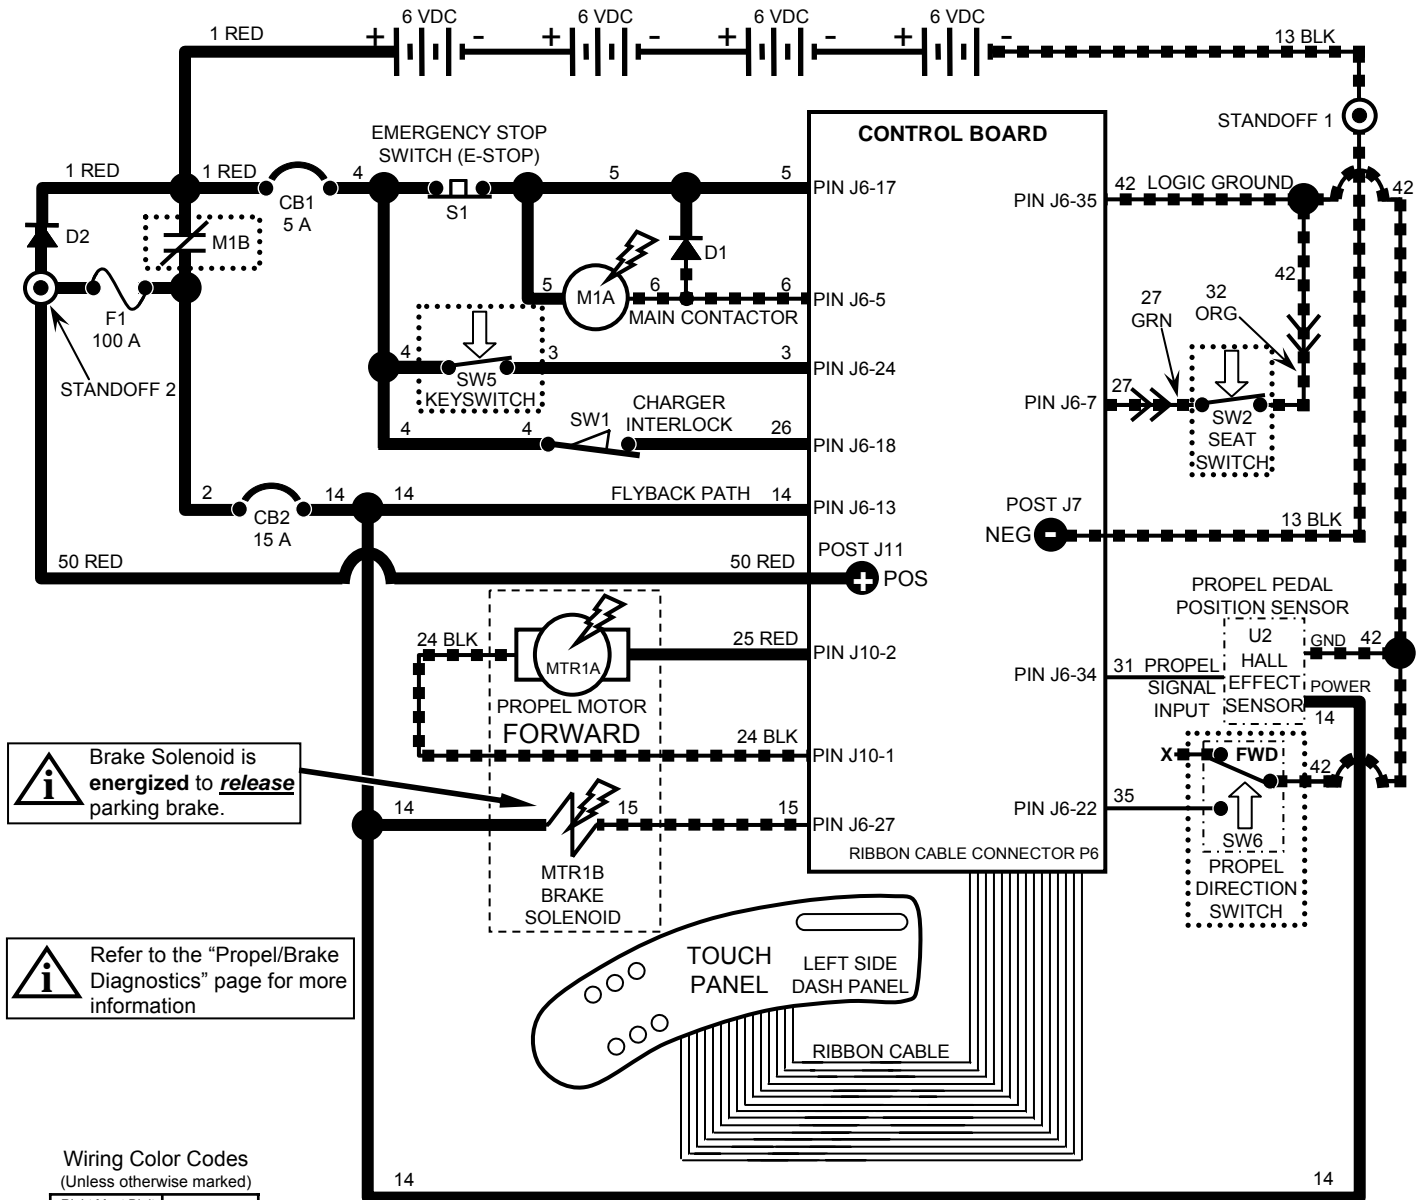 6 VDC
6 VDC
6 VDC
6 VDC
1 RED
+
-
+
-
+
-
+
-
13 BLK
STANDOFF 1
EMERGENCY STOP
SWITCH (E-STOP)
CONTROL BOARD
1 RED
1 RED
CB1
5 A
4
S1
5
5
PIN J6-17
PIN J6-35
42
LOGIC GROUND
42
D2
M1B
D1
F1
100 A
STANDOFF 2
5
M1A
6
6
PIN J6-5
MAIN CONTACTOR
42
27
GRN
32
ORG
4
3
3
PIN J6-24
SW5
KEYSWITCH
PIN J6-7
27
SW2
SEAT
SWITCH
CHARGER
INTERLOCK
4
4
SW1
26
PIN J6-18
2
CB2
15 A
14
14
FLYBACK PATH
14
PIN J6-13
POST J7
NEG
-
13 BLK
50 RED
50 RED
POST J11
+
POS
PROPEL PEDAL
POSITION SENSOR
24 BLK
MTR1A
25 RED
PIN J10-2
PROPEL MOTOR
FORWARD
24 BLK
PIN J10-1
PIN J6-34
31
PROPEL
SIGNAL
INPUT
U2
HALL
EFFECT
SENSOR
GND
42
POWER
14
X
FWD
42
PIN J6-22
35
SW6
PROPEL
DIRECTION
SWITCH
i
Brake Solenoid is
energized to release
parking brake.
14
15
15
PIN J6-27
MTR1B
BRAKE
SOLENOID
RIBBON CABLE CONNECTOR P6
i
Refer to the “Propel/Brake
Diagnostics” page for more
information
TOUCH
PANEL
LEFT SIDE
DASH PANEL
RIBBON CABLE
14
14
Wiring Color Codes
(Unless otherwise marked)